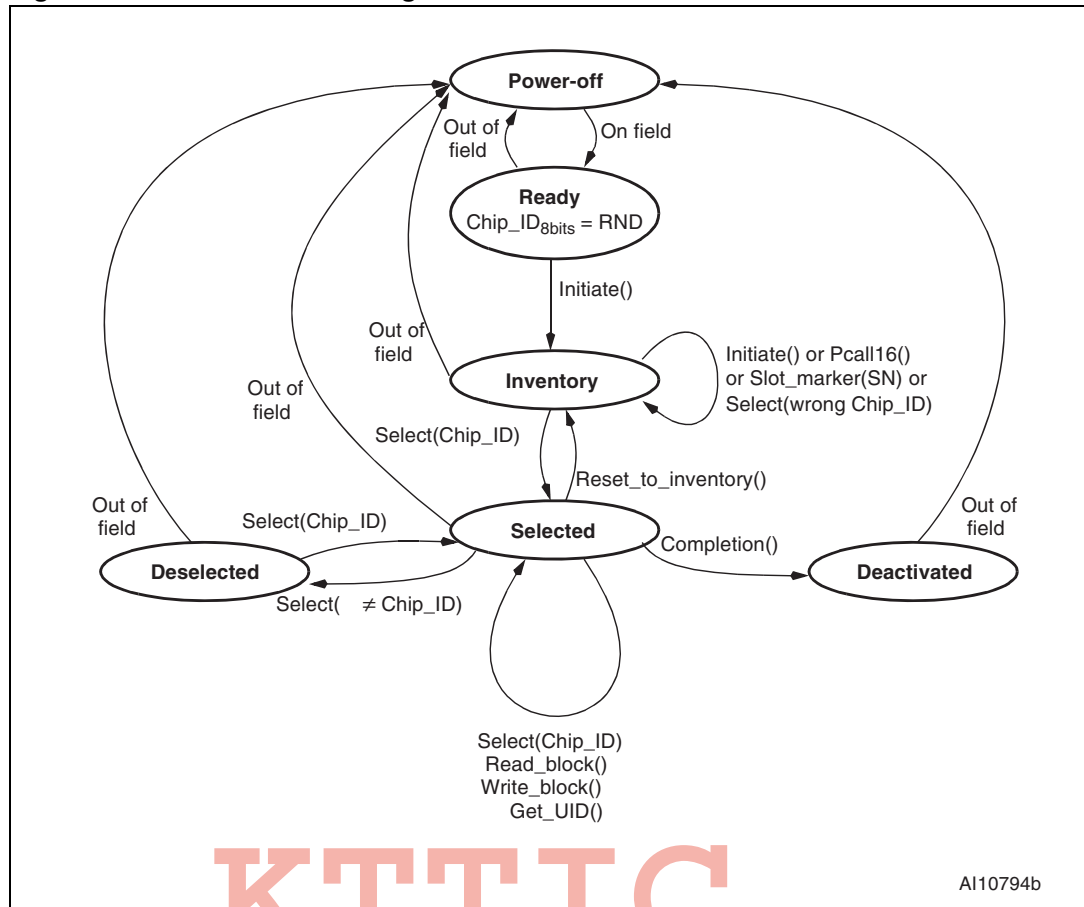 Power-off
Out of
field
On field
Ready
Chip_ID8bits = RND
Initiate()
Out of
field
Inventory
Initiate() or Pcall16()
or Slot_marker(SN) or
Select(wrong Chip_ID)
Out of
field
Select(Chip_ID)
Reset_to_inventory()
Out of
field
Select(Chip_ID)
Selected
Completion()
Out of
field
Deselected
Deactivated
Select( ≠ Chip_ID)
Select(Chip_ID)
Read_block()
Write_block()
Get_UID()
AI10794b